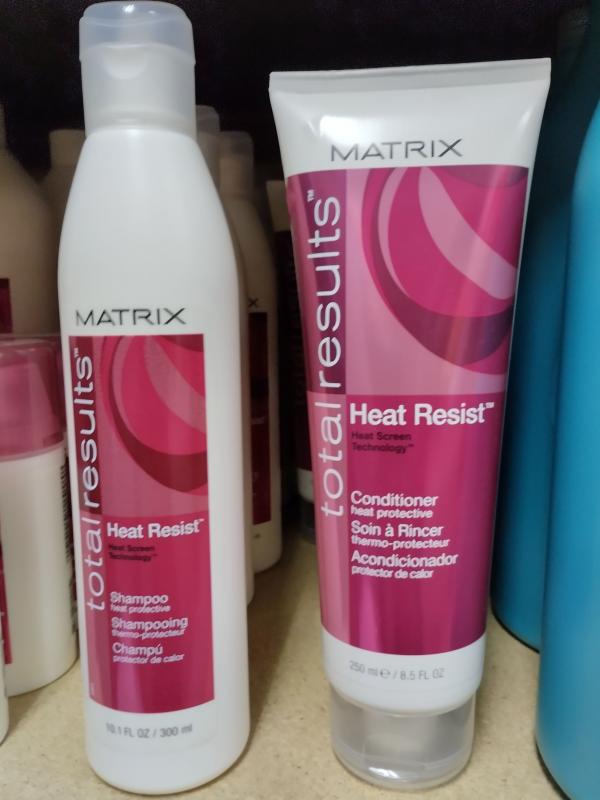 MATRIX
total results™
Heat Resist™
Heat Screen
Technology™
Shampoo
heat protective
Shampooing
thermo-protecteur
Champú
protector de calor
10.1 FL OZ / 300 ml
MATRIX
total results™
Heat Resist™
Heat Screen
Technology™
Conditioner
heat protective
Soin à Rincer
thermo-protecteur
Acondicionador
protector de calor
250 ml ℮ / 8.5 FL OZ